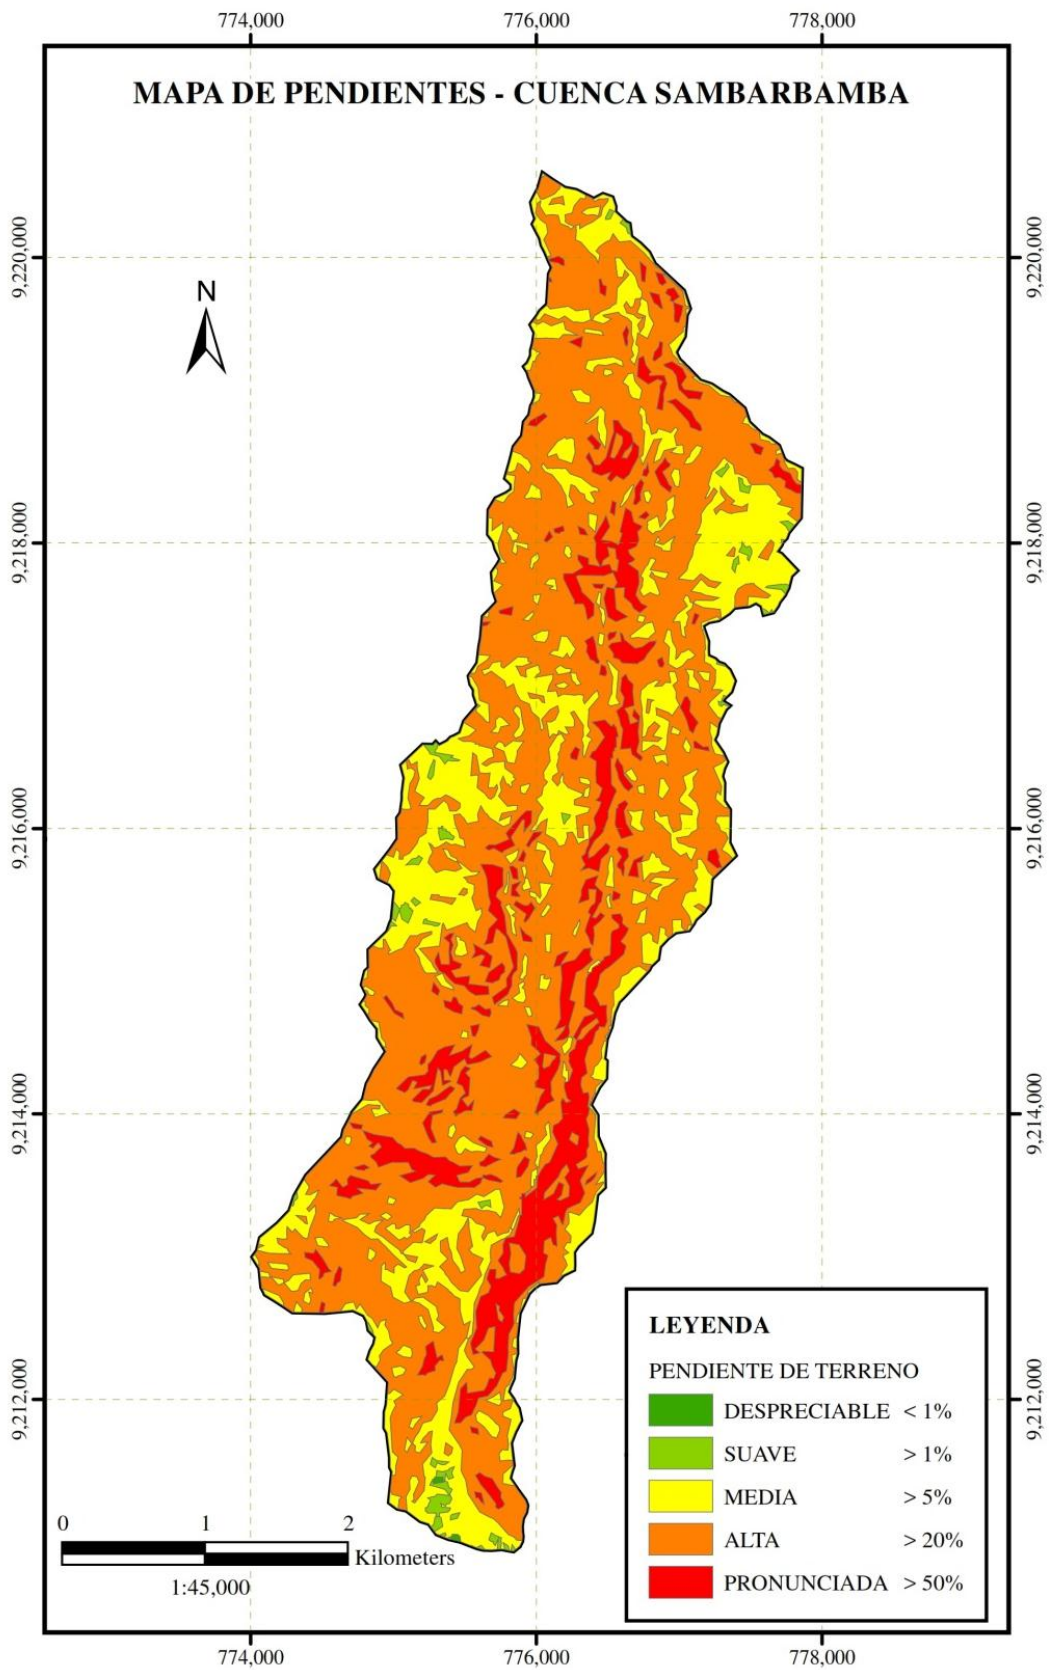 774,000 776,000 778,000
MAPA DE PENDIENTES - CUENCA SAMBARBAMBA
9,220,000 9,220,000
N
9,218,000 9,218,000
9,216,000 9,216,000
9,214,000 9,214,000
9,212,000 9,212,000
LEYENDA
PENDIENTE DE TERRENO
DESPRECIABLE < 1%
SUAVE > 1%
MEDIA > 5%
ALTA > 20%
PRONUNCIADA > 50%
0 1 2
Kilometers
1:45,000
774,000 776,000 778,000